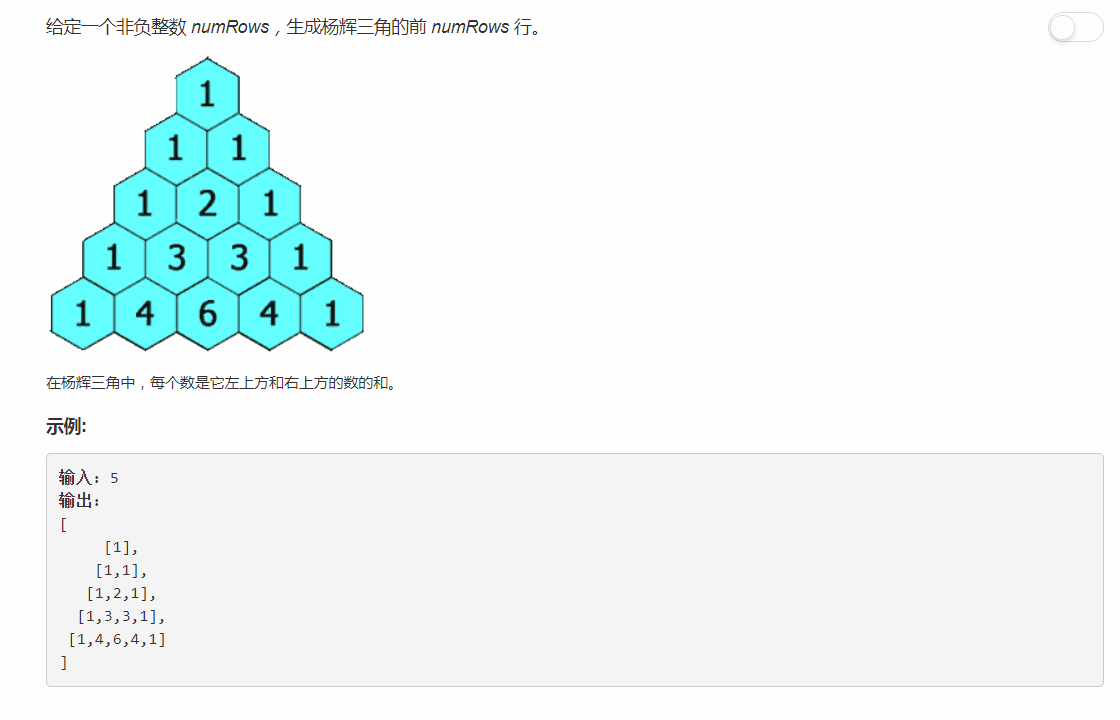 给定一个非负整数 numRows，生成杨辉三角的前 numRows 行。
1
1 1
1 2 1
1 3 3 1
1 4 6 4 1
在杨辉三角中，每个数是它左上方和右上方的数的和。
示例:
输入: 5
输出:
[
     [1],
    [1,1],
   [1,2,1],
  [1,3,3,1],
 [1,4,6,4,1]
]